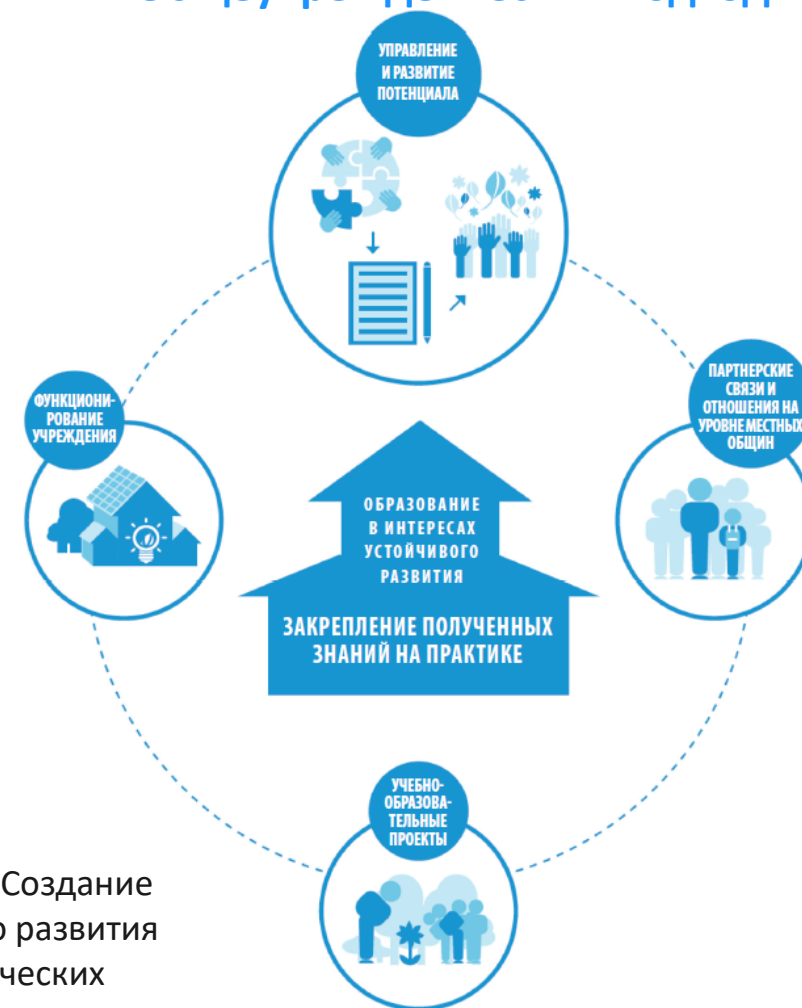 УПРАВЛЕНИЕ
И РАЗВИТИЕ
ПОТЕНЦИАЛА
ФУНКЦИОНИ-
РОВАНИЕ
УЧРЕЖДЕНИЯ
ПАРТНЕРСКИЕ
СВЯЗИ И
ОТНОШЕНИЯ НА
УРОВНЕ МЕСТНЫХ
ОБЩИН
ОБРАЗОВАНИЕ
В ИНТЕРЕСАХ
УСТОЙЧИВОГО
РАЗВИТИЯ
ЗАКРЕПЛЕНИЕ ПОЛУЧЕННЫХ
ЗНАНИЙ НА ПРАКТИКЕ
УЧЕБНО-
ОБРАЗОВА-
ТЕЛЬНЫЕ
ПРОЕКТЫ
Создание
развития